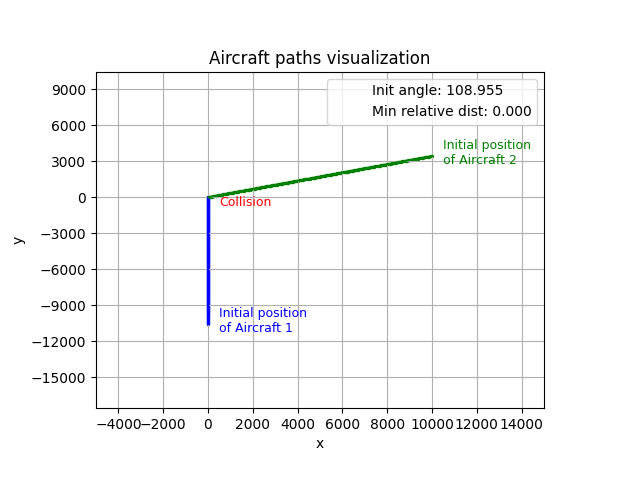 Aircraft paths visualization
Init angle: 108.955
Min relative dist: 0.000
9000
6000
3000
0
−3000
−6000
−9000
−12000
−15000
y
Initial position
of Aircraft 2
Collision
Initial position
of Aircraft 1
−4000
−2000
0
2000
4000
6000
8000
10000
12000
14000
x